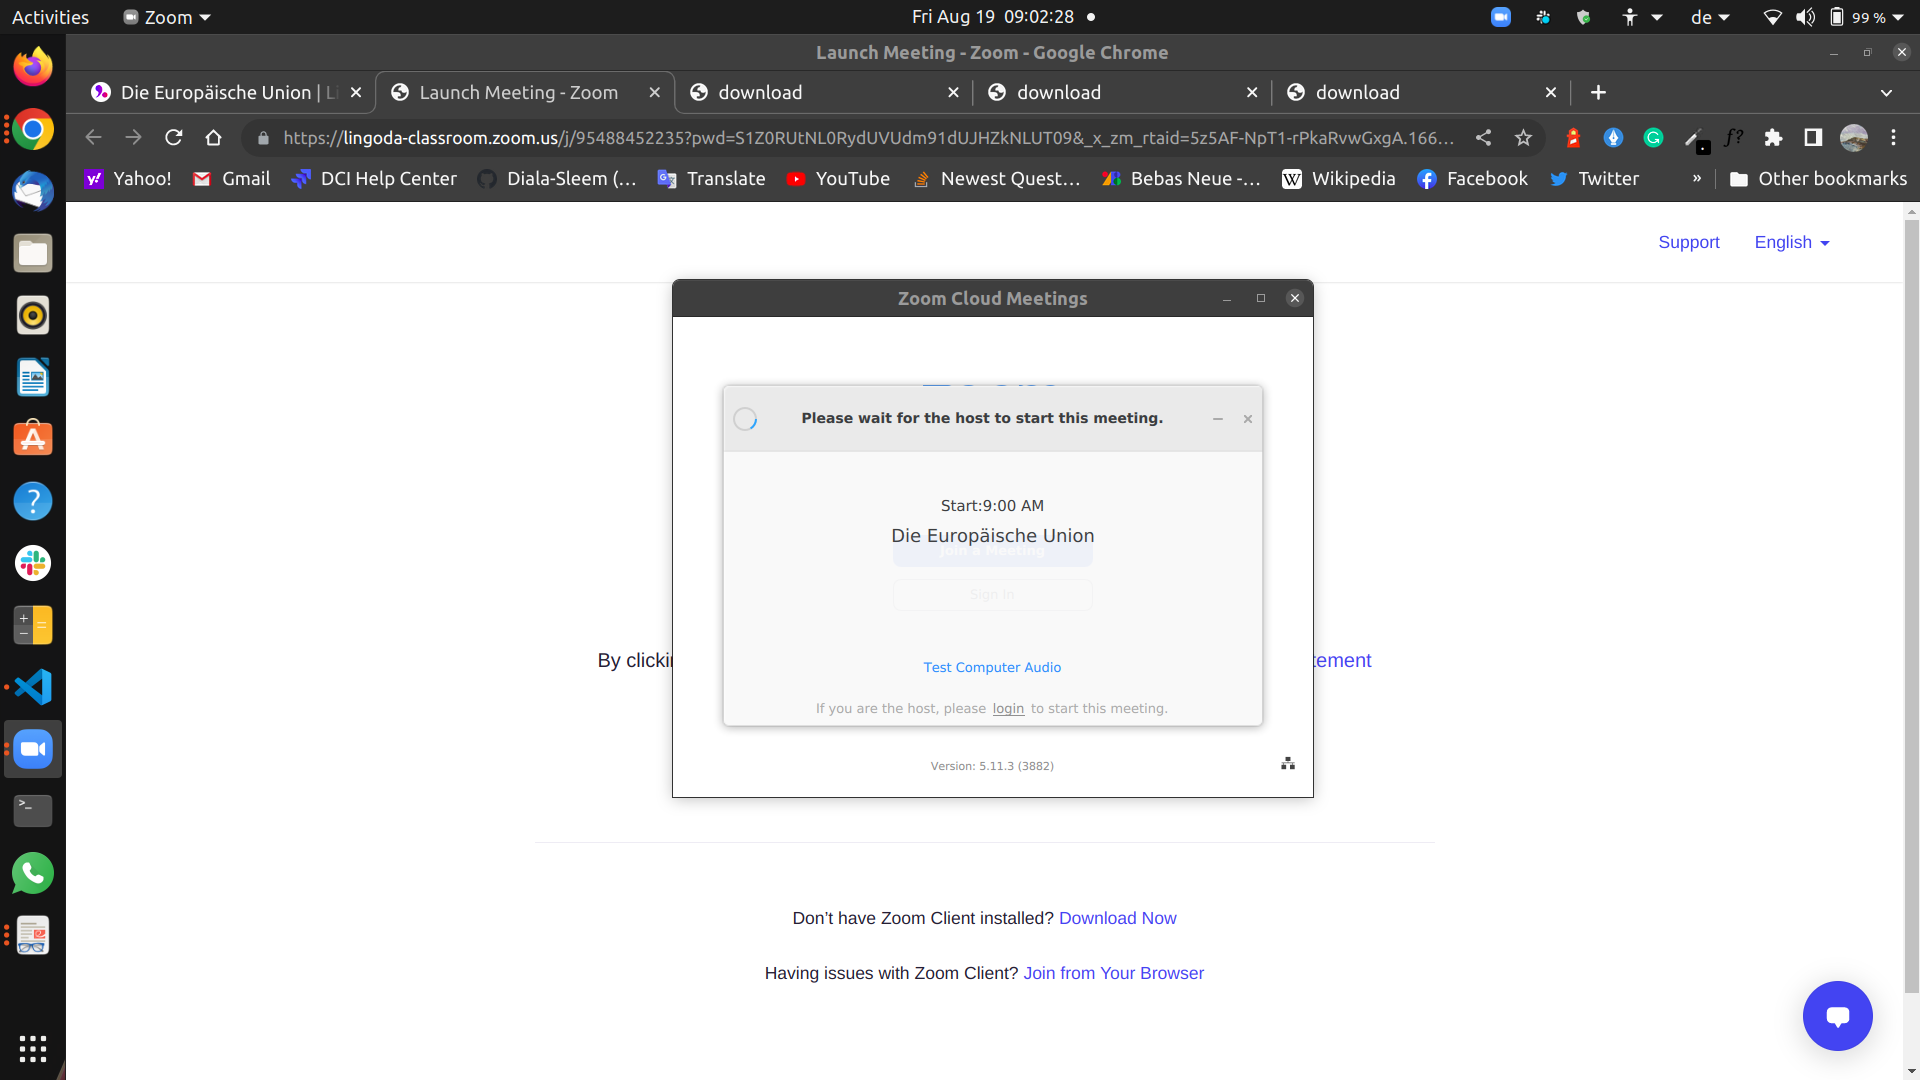 Activities Zoom Fri Aug 19 09:02:28 de 99 %
Launch Meeting - Zoom - Google Chrome
Die Europäische Union | Launch Meeting - Zoom download download download
https://lingoda-classroom.zoom.us/j/95488452235?pwd=S1Z0RUtNL0RydUVUdm91dUJHZkNLUT09&_x_zm_rtaid=5z5AF-NpT1-rPkaRvwGxgA.166... f?
Yahoo! Gmail DCI Help Center Diala-Sleem (... Translate YouTube Newest Quest... Bebas Neue -... Wikipedia Facebook Twitter » Other bookmarks
Support English
Zoom Cloud Meetings
Please wait for the host to start this meeting.
Start:9:00 AM
Die Europäische Union
Join a Meeting
Sign In
By
Test Computer Audio
If you are the host, please login to start this meeting.
Version: 5.11.3 (3882)
Don't have Zoom Client installed? Download Now
Having issues with Zoom Client? Join from Your Browser